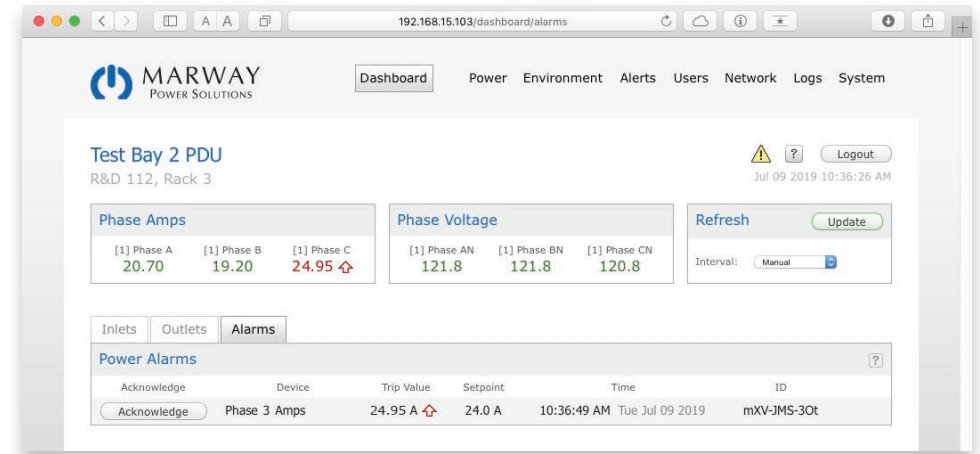 192.168.15.103/dashboard/alarms
MARWAY
POWER SOLUTIONS
Dashboard Power Environment Alerts Users Network Logs System
Test Bay 2 PDU
? Logout
R&D 112, Rack 3
Jul 09 2019 10:36:26 AM
Phase Amps
[1] Phase A [1] Phase B [1] Phase C
20.70 19.20 24.95
Phase Voltage
[1] Phase AN [1] Phase BN [1] Phase CN
121.8 121.8 120.8
Refresh Update
Interval: Manual
Inlets Outlets Alarms
Power Alarms ?
Acknowledge Device Trip Value Setpoint Time ID
Acknowledge Phase 3 Amps 24.95 A 24.0 A 10:36:49 AM Tue Jul 09 2019 mXV-JMS-3Ot